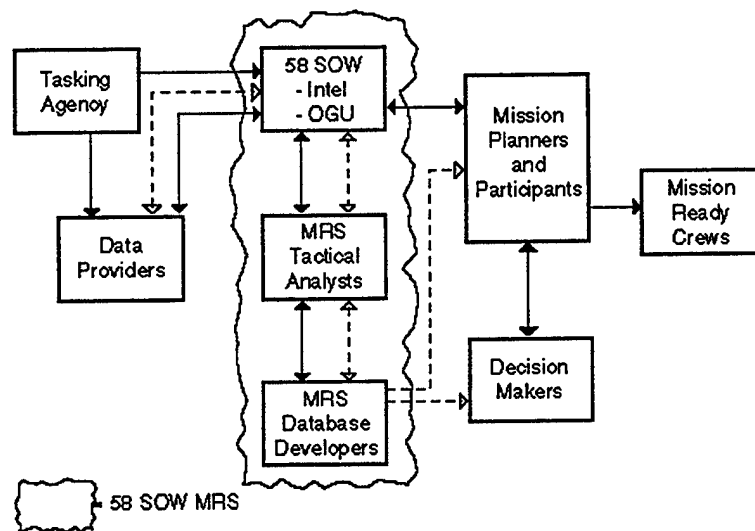 Tasking
Agency
58 SOW
- Intel
- OGU
Mission
Planners
and
Participants
Mission
Ready
Crews
Data
Providers
MRS
Tactical
Analysts
MRS
Database
Developers
Decision
Makers
58 SOW MRS